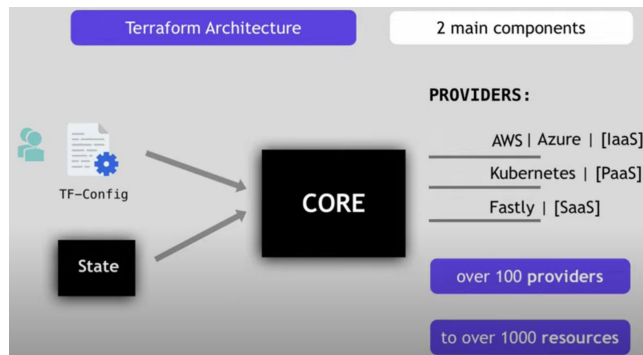 Terraform Architecture
2 main components
PROVIDERS:
AWS | Azure | [IaaS]
Kubernetes | [PaaS]
Fastly | [SaaS]
TF-Config
CORE
State
over 100 providers
to over 1000 resources